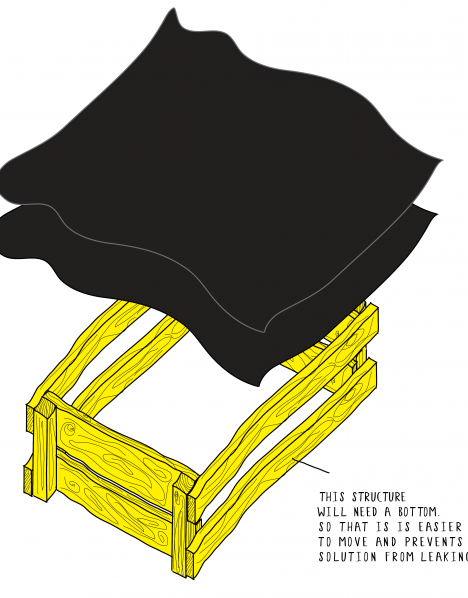 THIS STRUCTURE
WILL NEED A BOTTOM.
SO THAT IS IS EASIER
TO MOVE AND PREVENTS
SOLUTION FROM LEAKING